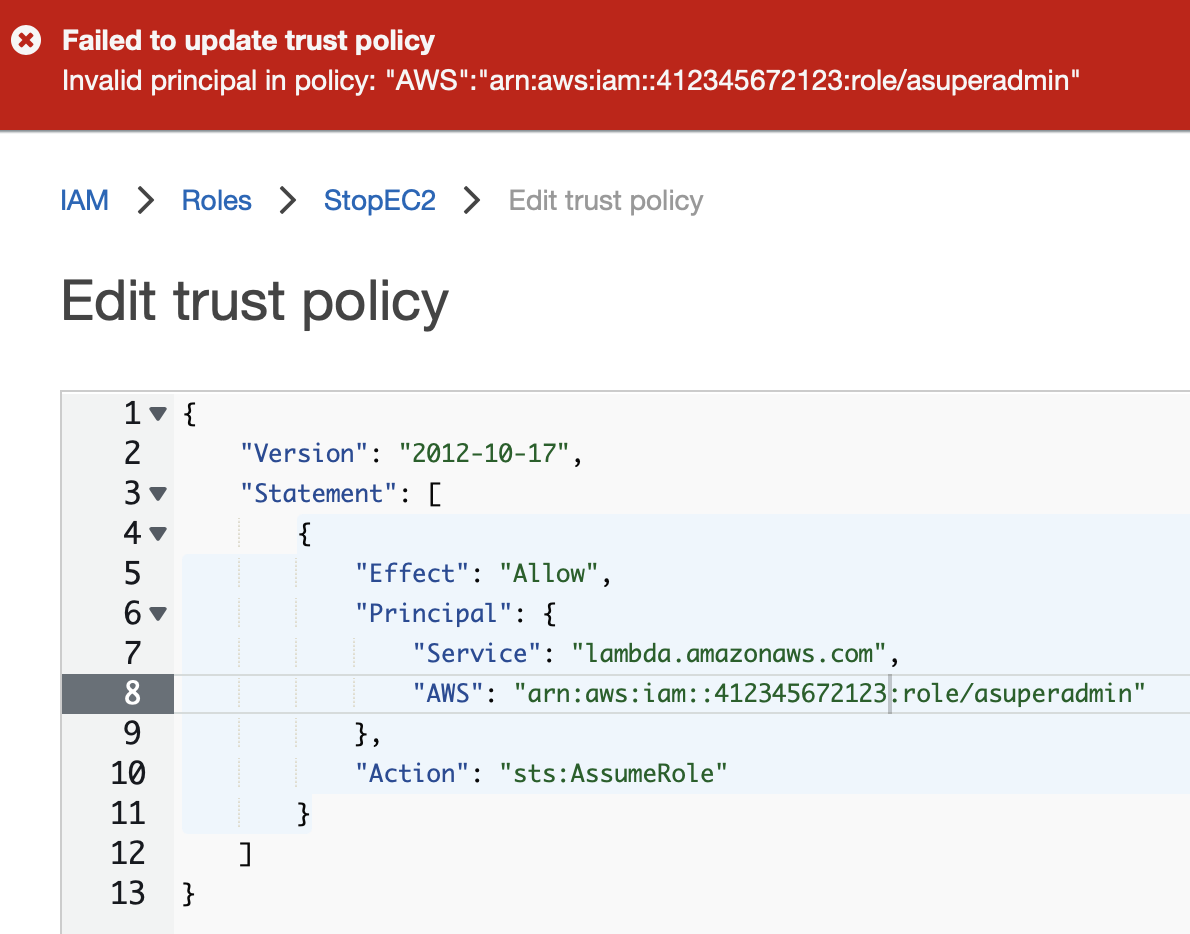 Failed to update trust policy
Invalid principal in policy: "AWS":"arn:aws:iam::412345672123:role/asuperadmin"
IAM > Roles > StopEC2 > Edit trust policy
Edit trust policy
1 {
2 "Version": "2012-10-17",
3 "Statement": [
4 {
5 "Effect": "Allow",
6 "Principal": {
7 "Service": "lambda.amazonaws.com",
8 "AWS": "arn:aws:iam::412345672123:role/asuperadmin"
9 },
10 "Action": "sts:AssumeRole"
11 }
12 ]
13 }